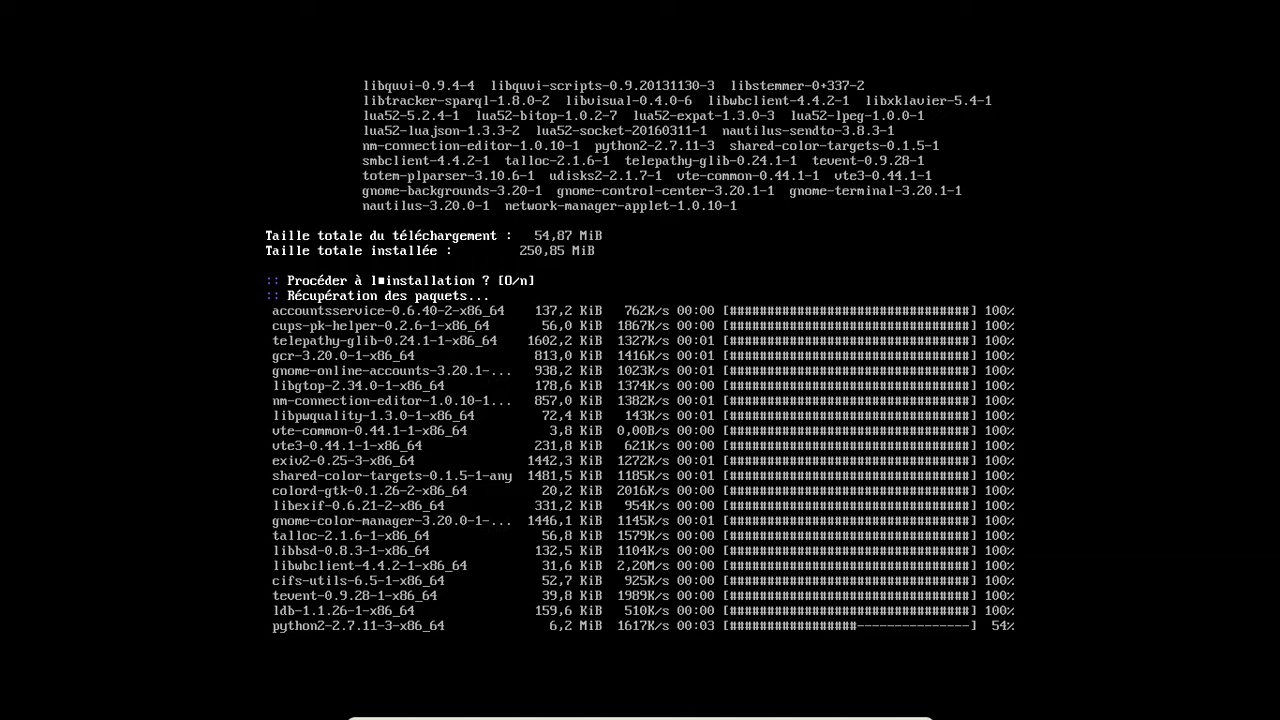 libquvi-0.9.4-4  libquvi-scripts-0.9.20131130-3  libstemmer-0+337-2
libtracker-sparql-1.8.0-2  libvisual-0.4.0-6  libwbclient-4.4.2-1  libxklavier-5.4-1
lua52-5.2.4-1  lua52-bitop-1.0.2-7  lua52-expat-1.3.0-3  lua52-lpeg-1.0.0-1
lua52-luajson-1.3.3-2  lua52-socket-20160311-1  nautilus-sendto-3.8.3-1
nm-connection-editor-1.0.10-1  python2-2.7.11-3  shared-color-targets-0.1.5-1
smbclient-4.4.2-1  talloc-2.1.6-1  telepathy-glib-0.24.1-1  tevent-0.9.28-1
totem-plparser-3.10.6-1  udisks2-2.1.7-1  vte-common-0.44.1-1  vte3-0.44.1-1
gnome-backgrounds-3.20-1  gnome-control-center-3.20.1-1  gnome-terminal-3.20.1-1
nautilus-3.20.0-1  network-manager-applet-1.0.10-1
Taille totale du téléchargement :   54,87 MiB
Taille totale installée :         250,85 MiB
:: Procéder à l■installation ? [O/n]
:: Récupération des paquets...
accountsservice-0.6.40-2-x86_64    137,2 KiB   762K/s 00:00 [################################] 100%
cups-pk-helper-0.2.6-1-x86_64       56,0 KiB  1867K/s 00:00 [################################] 100%
telepathy-glib-0.24.1-1-x86_64    1602,2 KiB  1327K/s 00:01 [################################] 100%
gcr-3.20.0-1-x86_64                813,0 KiB  1416K/s 00:01 [################################] 100%
gnome-online-accounts-3.20.1-...   938,2 KiB  1023K/s 00:01 [################################] 100%
libgtop-2.34.0-1-x86_64            178,6 KiB  1374K/s 00:00 [################################] 100%
nm-connection-editor-1.0.10-1...   857,0 KiB  1382K/s 00:01 [################################] 100%
libpwquality-1.3.0-1-x86_64         72,4 KiB   143K/s 00:01 [################################] 100%
vte-common-0.44.1-1-x86_64           3,8 KiB  0,00B/s 00:00 [################################] 100%
vte3-0.44.1-1-x86_64               231,8 KiB   621K/s 00:00 [################################] 100%
exiv2-0.25-3-x86_64               1442,3 KiB  1272K/s 00:01 [################################] 100%
shared-color-targets-0.1.5-1-any  1481,5 KiB  1185K/s 00:01 [################################] 100%
colord-gtk-0.1.26-2-x86_64          20,2 KiB  2016K/s 00:00 [################################] 100%
libexif-0.6.21-2-x86_64            331,2 KiB   954K/s 00:00 [################################] 100%
gnome-color-manager-3.20.0-1-...  1446,1 KiB  1145K/s 00:01 [################################] 100%
talloc-2.1.6-1-x86_64               56,8 KiB  1579K/s 00:00 [################################] 100%
libbsd-0.8.3-1-x86_64              132,5 KiB  1104K/s 00:00 [################################] 100%
libwbclient-4.4.2-1-x86_64          31,6 KiB  2,20M/s 00:00 [################################] 100%
cifs-utils-6.5-1-x86_64             52,7 KiB   925K/s 00:00 [################################] 100%
tevent-0.9.28-1-x86_64              39,8 KiB  1989K/s 00:00 [################################] 100%
ldb-1.1.26-1-x86_64                159,6 KiB   510K/s 00:00 [################################] 100%
python2-2.7.11-3-x86_64              6,2 MiB  1617K/s 00:03 [#################---------------]  54%